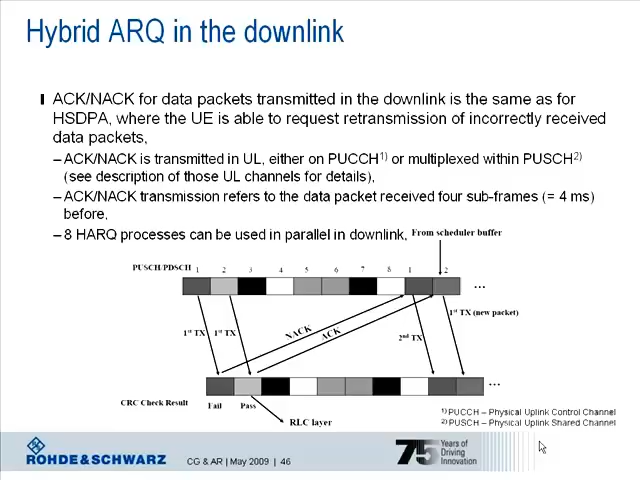 Hybrid ARQ in the downlink
ACK/NACK for data packets transmitted in the downlink is the same as for
HSDPA, where the UE is able to request retransmission of incorrectly received
data packets,
– ACK/NACK is transmitted in UL, either on PUCCH1) or multiplexed within PUSCH2)
(see description of those UL channels for details),
– ACK/NACK transmission refers to the data packet received four sub-frames (= 4 ms)
before,
– 8 HARQ processes can be used in parallel in downlink,
From scheduler buffer
PUSCH/PDSCH
1 2 3 4 5 6 7 8 1 2
...
1st TX
1st TX
NACK
ACK
2nd TX
1st TX (new packet)
...
CRC Check Result
Fail
Pass
RLC layer
1) PUCCH – Physical Uplink Control Channel
2) PUSCH – Physical Uplink Shared Channel
ROHDE&SCHWARZ
CG & AR | May 2009 | 46
75 Years of
Driving
Innovation